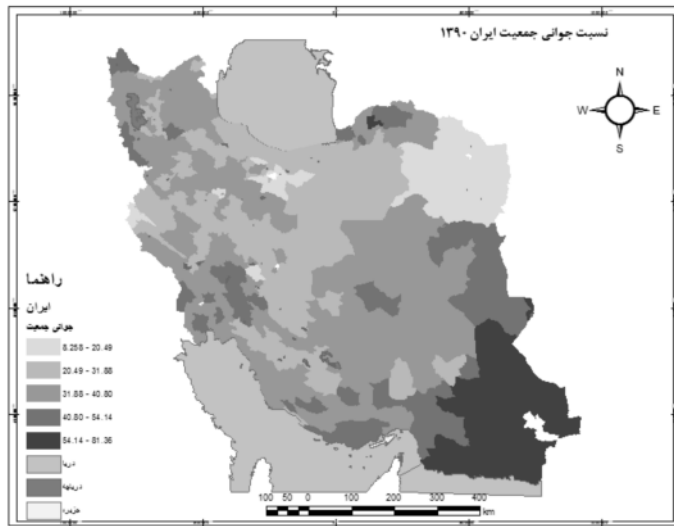 نسبت جوانی جمعیت ایران ۱۳۹۰
N
W E
S
راهنما
ایران
جوانی جمعیت
8.258 - 20.49
20.49 - 31.88
31.88 - 40.80
40.80 - 54.14
54.14 - 81.36
دریا
دریاچه
جزیره
100 50 0 100 200 300 400
km